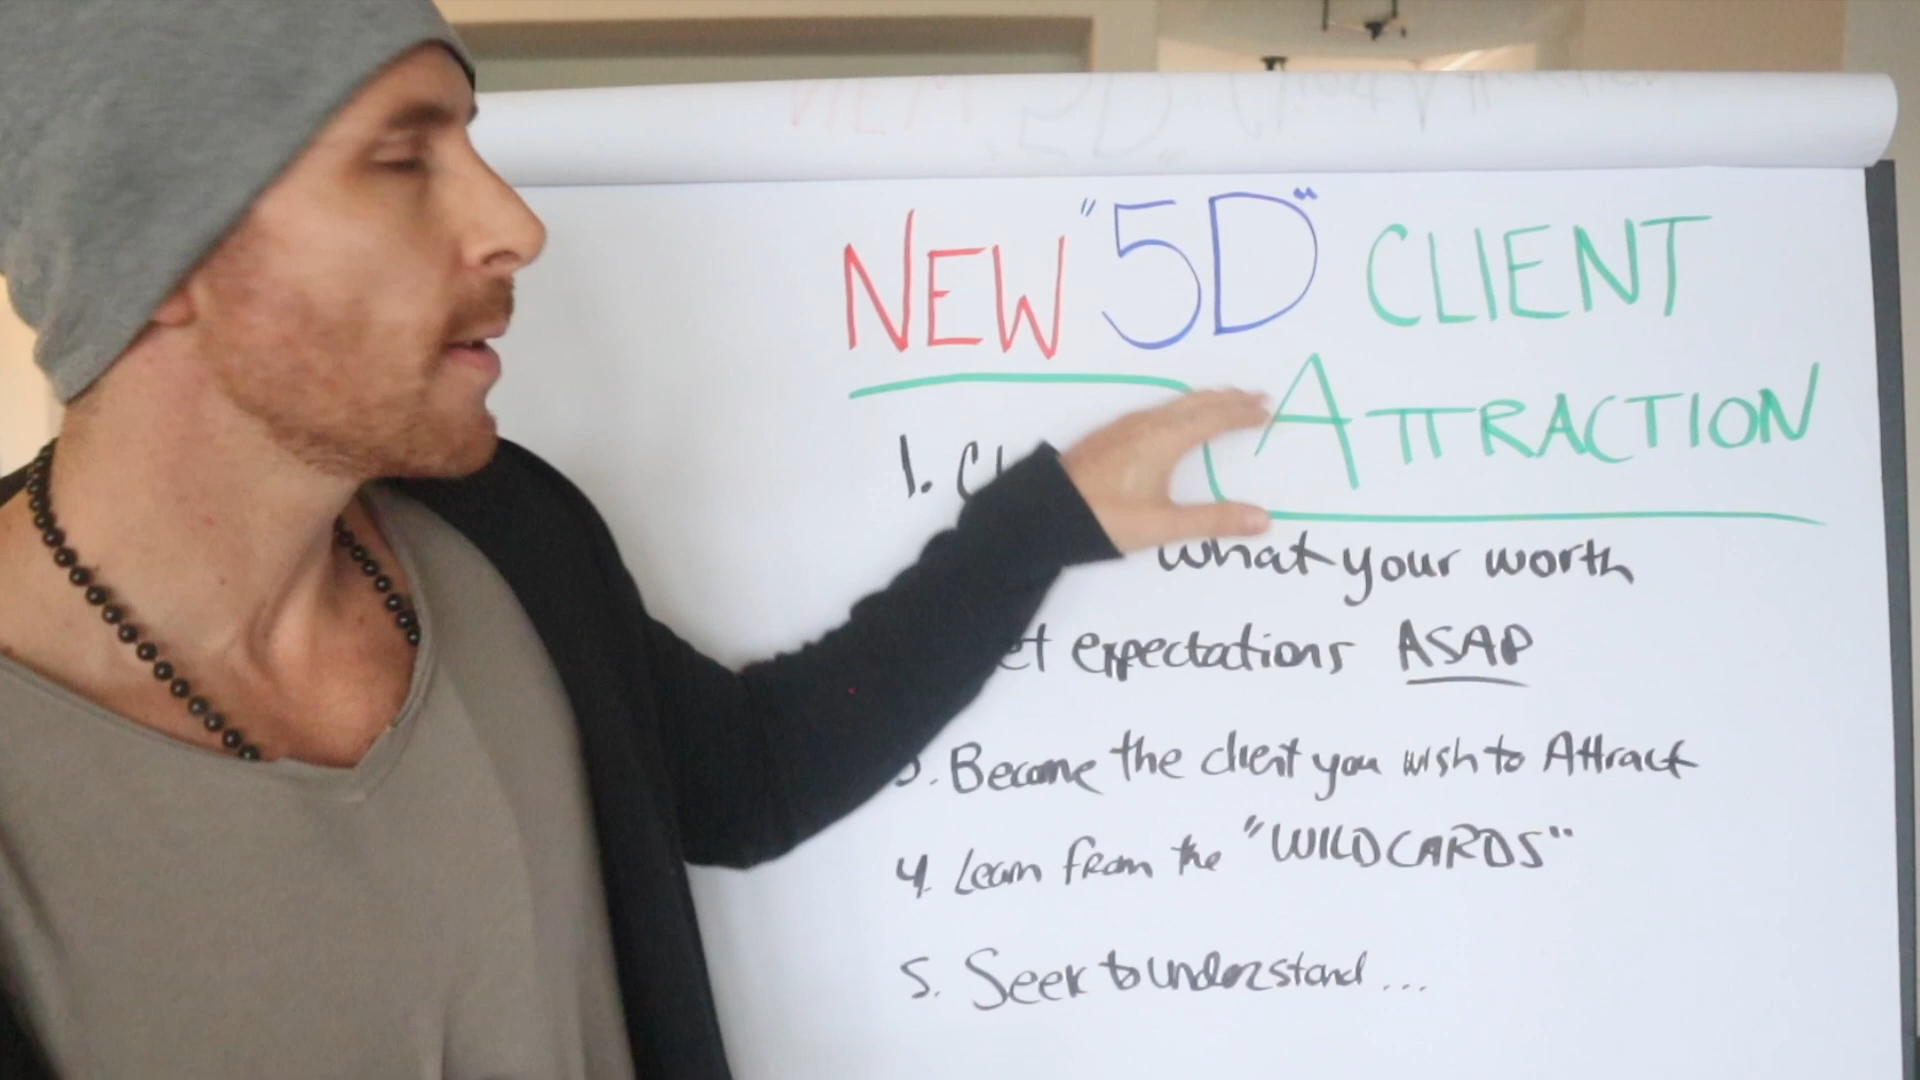 NEW "5D" CLIENT
ATTRACTION
1.
what your worth
expectations ASAP
. Become the client you wish to Attract
4. Learn from the "WILDCARDS"
5. Seek to understand...